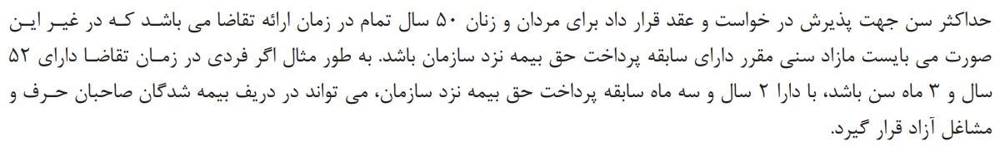 حداکثر سن جهت پذیرش در خواست و عقد قرار داد برای مردان و زنان ۵۰ سال تمام در زمان ارائه تقاضا می باشد که در غیر این
صورت می بایست مازاد سنی مقرر دارای سابقه پرداخت حق بیمه نزد سازمان باشد. به طور مثال اگر فردی در زمان تقاضا دارای ۵۲
سال و ۳ ماه سن باشد، با دارا ۲ سال و سه ماه سابقه پرداخت حق بیمه نزد سازمان، می تواند در دریف بیمه شدگان صاحبان حرف و
مشاغل آزاد قرار گیرد.